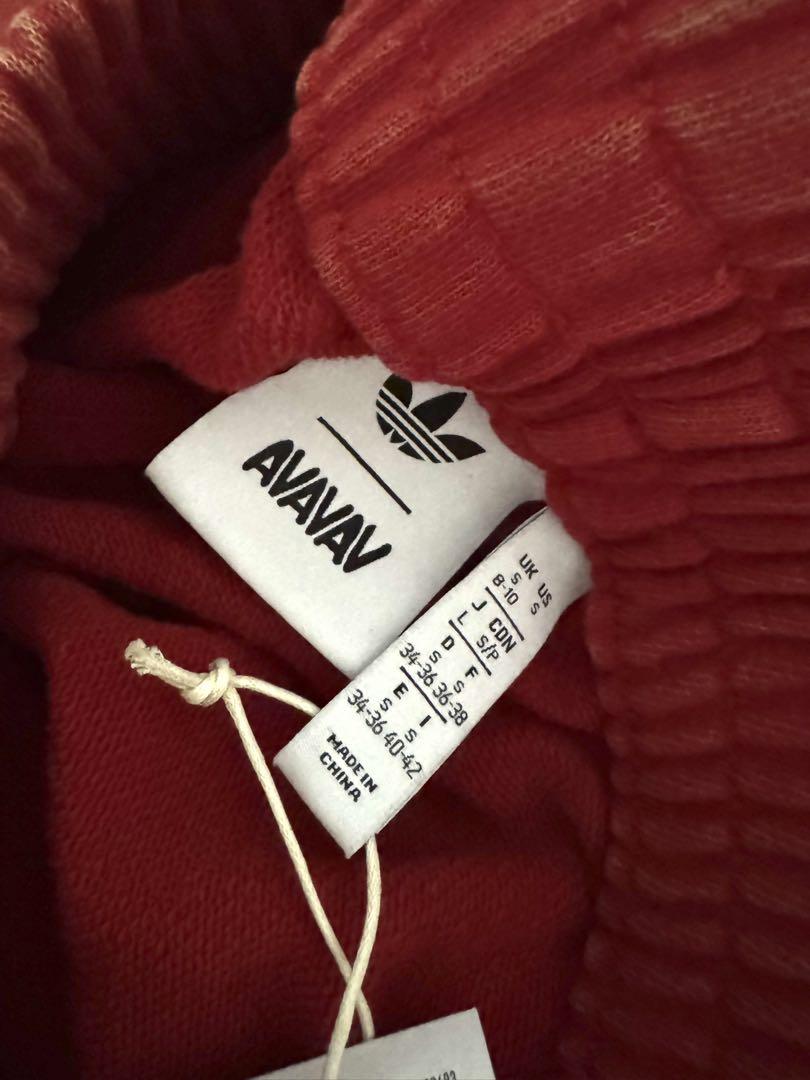 AVAVAV
UK US
S S
8-10 S
J CDN
L S/P
D F
S S
34-36 36-38
E I
S S
34-36 40-42
MADE IN
CHINA